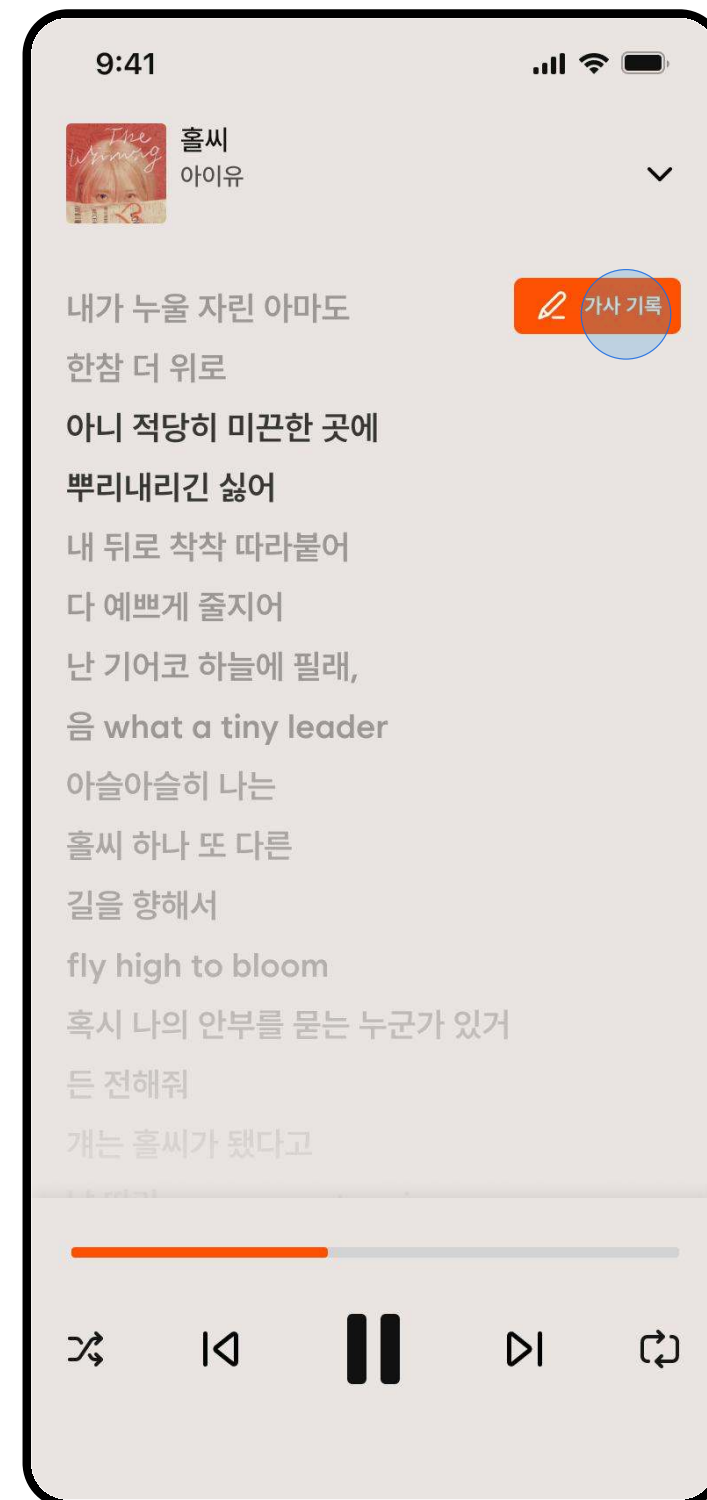 9:41
The Winning
홀씨
아이유
내가 누울 자린 아마도
가사 기록
한참 더 위로
아니 적당히 미끈한 곳에
뿌리내리긴 싫어
내 뒤로 착착 따라붙어
다 예쁘게 줄지어
난 기어코 하늘에 필래,
음 what a tiny leader
아슬아슬히 나는
홀씨 하나 또 다른
길을 향해서
fly high to bloom
혹시 나의 안부를 묻는 누군가 있거
든 전해줘
걔는 홀씨가 됐다고